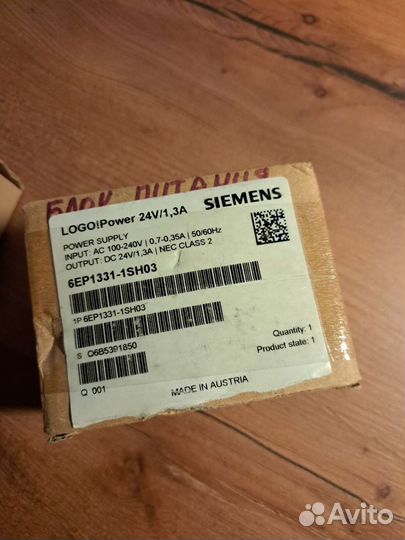 БЛОК ПИТАНИЯ
LOGO!Power 24V/1,3A
SIEMENS
POWER SUPPLY
INPUT: AC 100-240V | 0,7-0,35A | 50/60Hz
OUTPUT: DC 24V/1,3A | NEC CLASS 2
6EP1331-1SH03
1P 6EP1331-1SH03
S Q6B5391850
Quantity: 1
Product state: 1
Q 001
MADE IN AUSTRIA
Avito